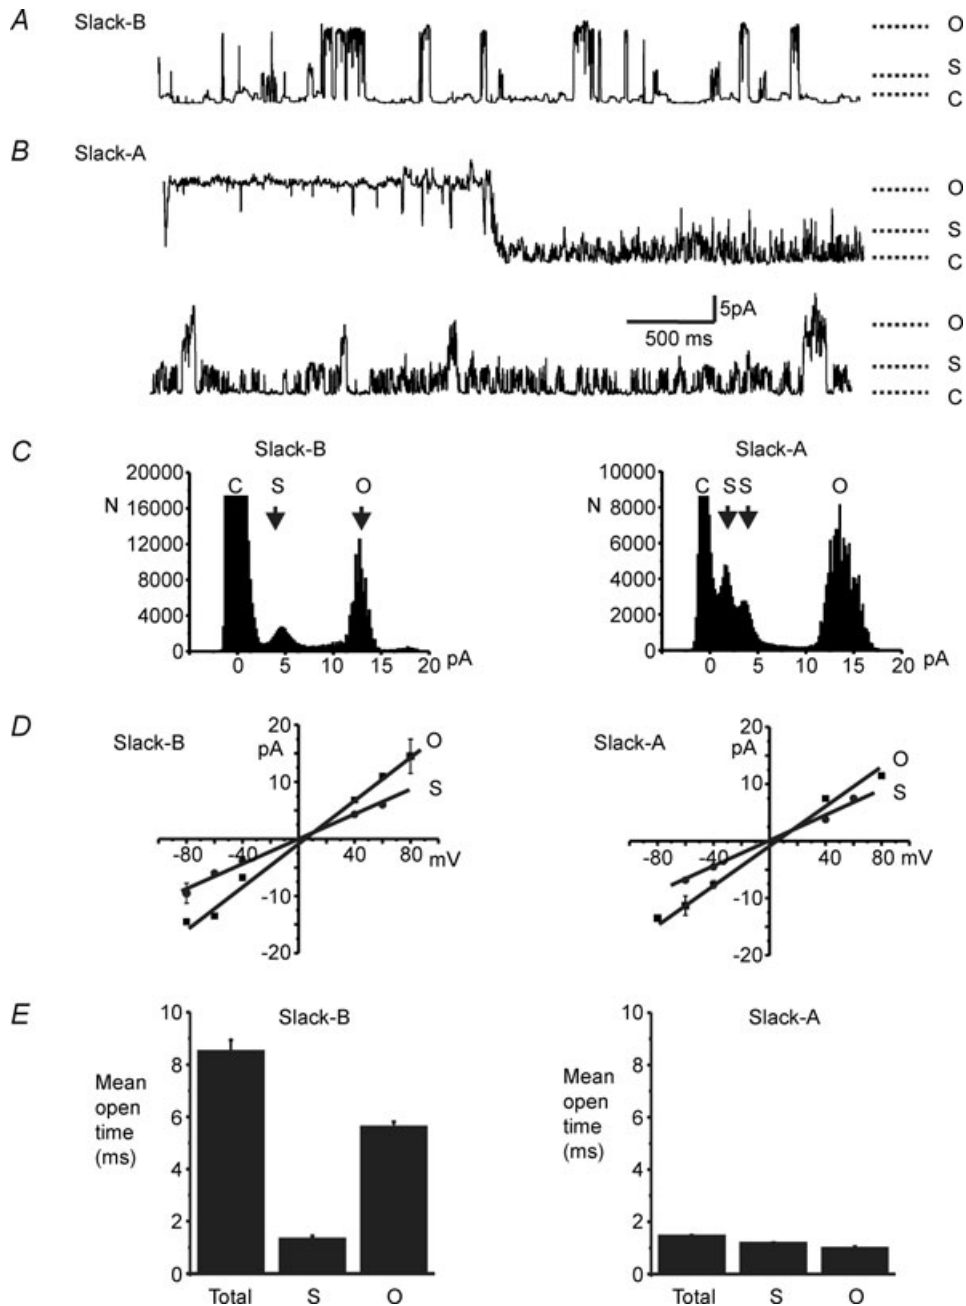 A Slack-B O
S
C
B Slack-A
O
S
C
5pA
500 ms
O
S
C
C Slack-B Slack-A
20000
N 16000
12000
8000
4000
0
C S O
0 5 10 15 20 pA
10000
N 8000
6000
4000
2000
0
C S S O
0 5 10 15 20 pA
D Slack-B
20
pA
10
-10
-20
O
S
-80 -40 40 80 mV
Slack-A
20
pA
10
-10
-20
O
S
-80 -40 40 80 mV
E Slack-B
10
8
6
4
2
0
Mean
open
time
(ms)
Total S O
Slack-A
10
8
6
4
2
0
Mean
open
time
(ms)
Total S O